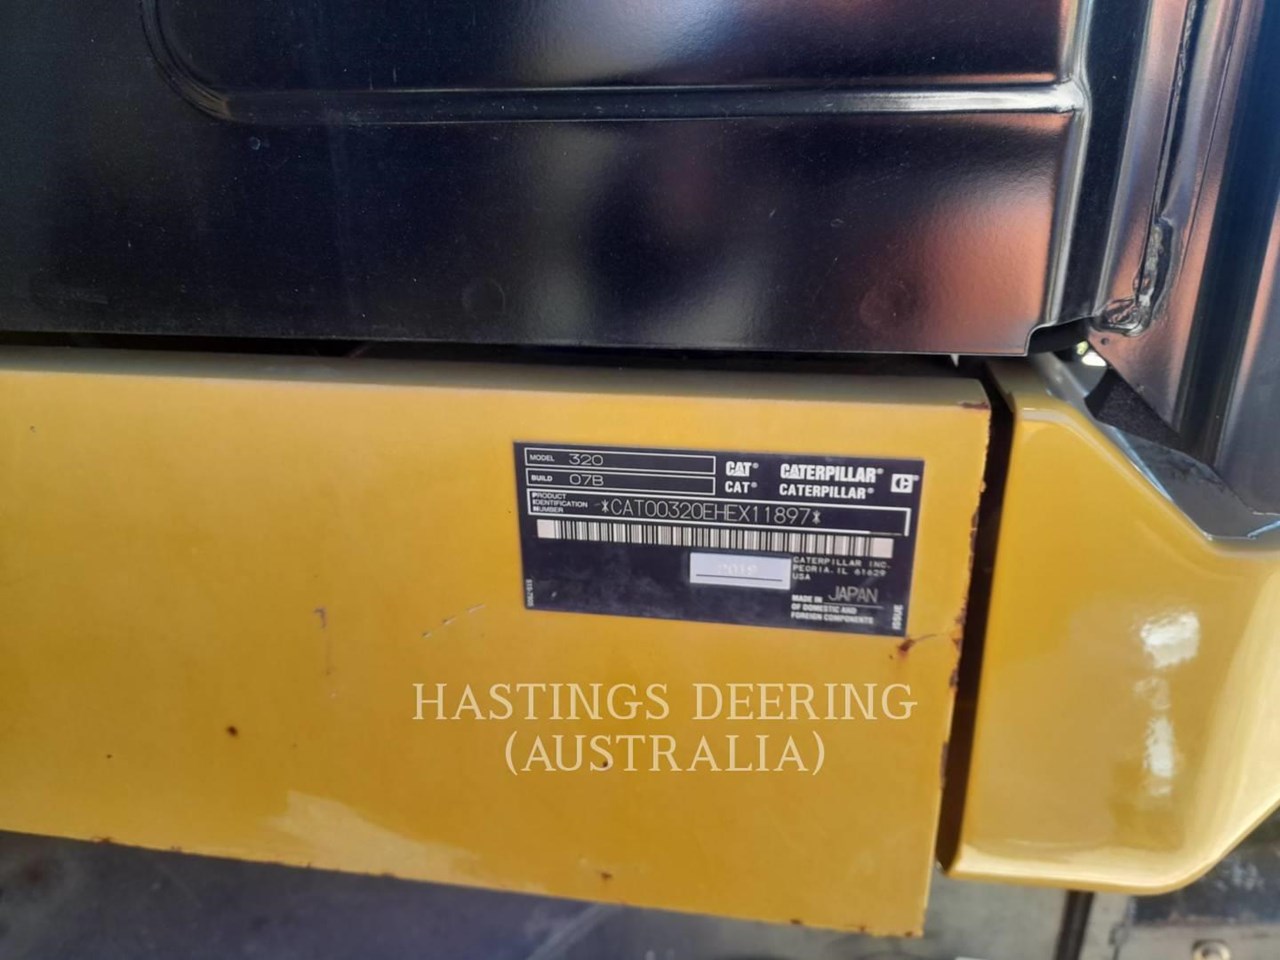 MODEL 320
BUILD 07B
CAT® CATERPILLAR®
CAT® CATERPILLAR®
PRODUCT IDENTIFICATION NUMBER *CAT00320EHEX11897*
CATERPILLAR INC.
PEORIA, IL 61629
USA
MADE IN JAPAN
OF DOMESTIC AND
FOREIGN COMPONENTS
HASTINGS DEERING
(AUSTRALIA)